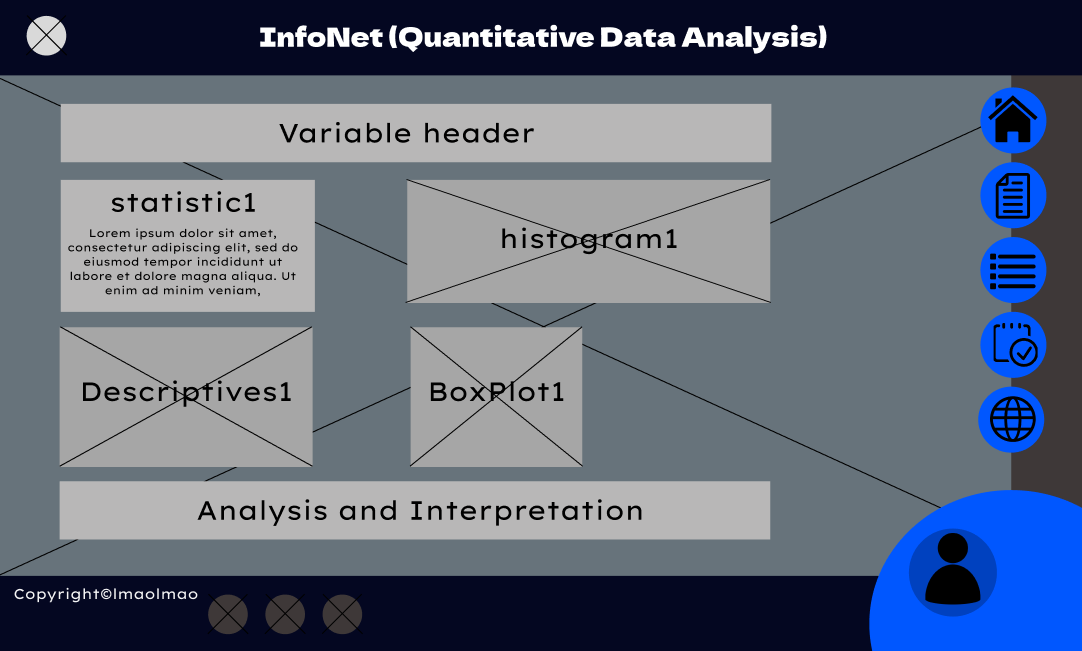 InfoNet (Quantitative Data Analysis)
Variable header
statistic1
Lorem ipsum dolor sit amet,
consectetur adipiscing elit, sed do
eiusmod tempor incididunt ut
labore et dolore magna aliqua. Ut
enim ad minim veniam,
histogram1
Descriptives1
BoxPlot1
Analysis and Interpretation
Copyright©lmaolmao